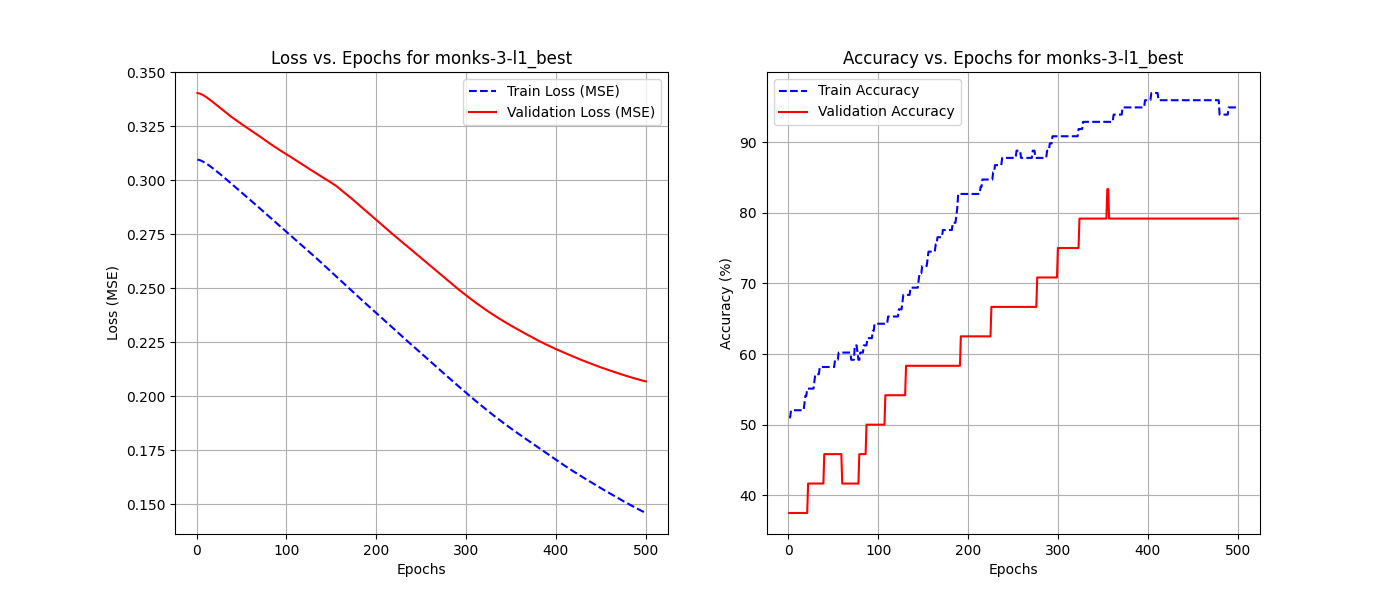 Loss vs. Epochs for monks-3-l1_best
Train Loss (MSE)
Validation Loss (MSE)
Loss (MSE)
0.350
0.325
0.300
0.275
0.250
0.225
0.200
0.175
0.150
0 100 200 300 400 500
Epochs
Accuracy vs. Epochs for monks-3-l1_best
Train Accuracy
Validation Accuracy
Accuracy (%)
90
80
70
60
50
40
0 100 200 300 400 500
Epochs